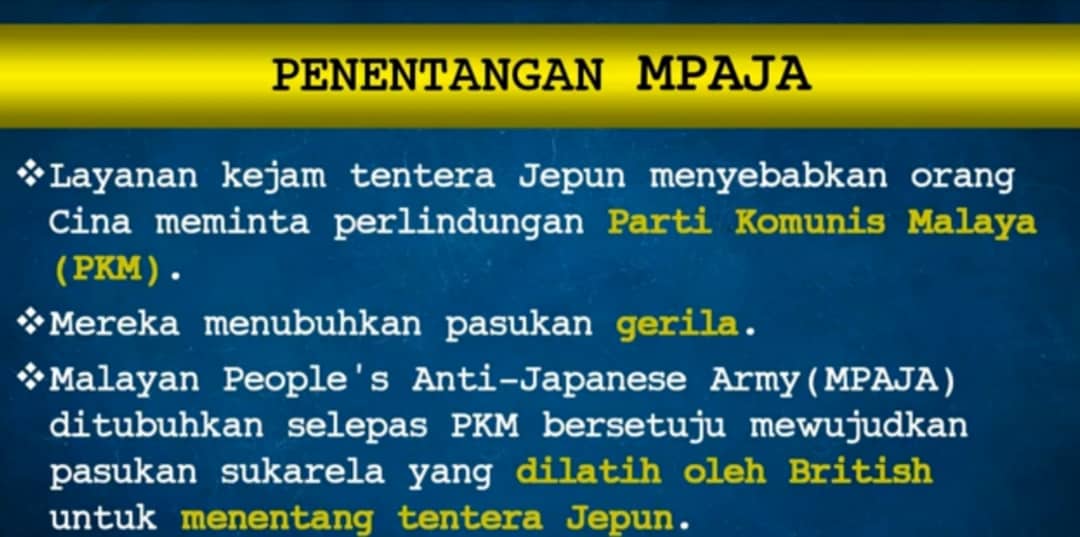 PENENTANGAN MPAJA
❖Layanan kejam tentera Jepun menyebabkan orang
Cina meminta perlindungan Parti Komunis Malaya
(PKM).
❖Mereka menubuhkan pasukan gerila.
❖Malayan People's Anti-Japanese Army(MPAJA)
ditubuhkan selepas PKM bersetuju mewujudkan
pasukan sukarela yang dilatih oleh British
untuk menentang tentera Jepun.